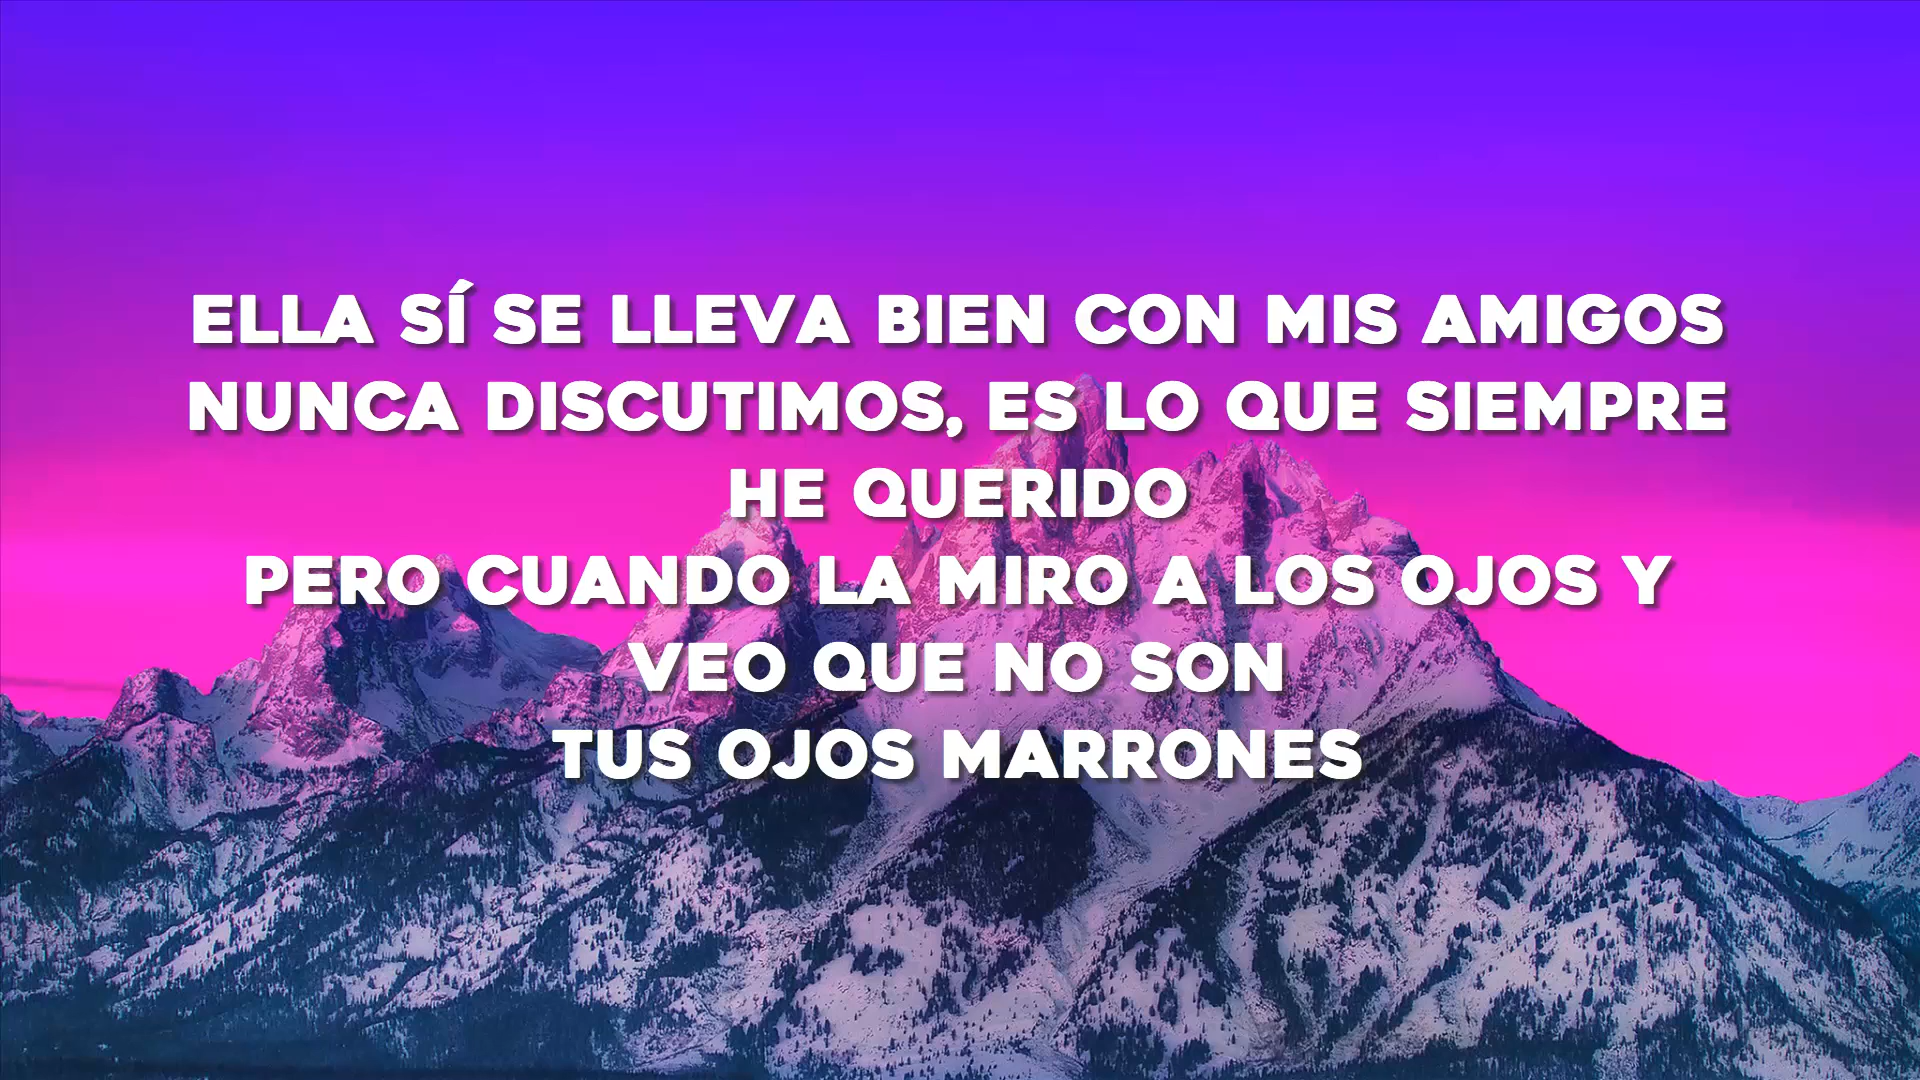 ELLA SÍ SE LLEVA BIEN CON MIS AMIGOS
NUNCA DISCUTIMOS, ES LO QUE SIEMPRE
HE QUERIDO
PERO CUANDO LA MIRO A LOS OJOS Y
VEO QUE NO SON
TUS OJOS MARRONES